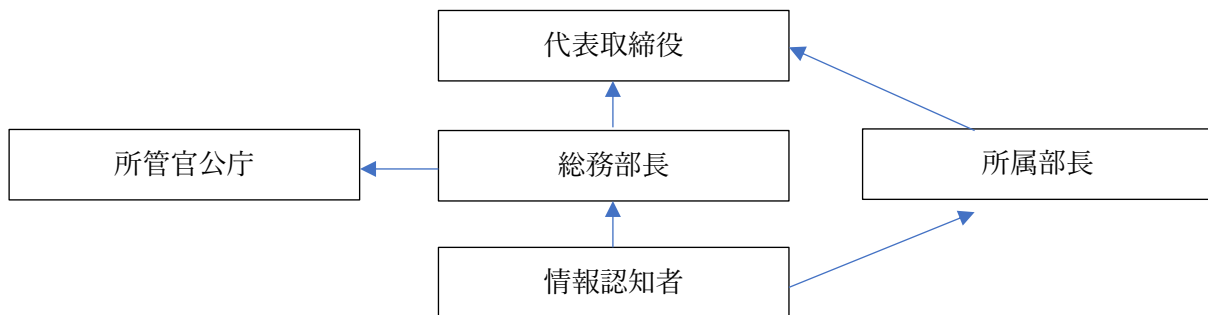 代表取締役
所管官公庁
総務部長
所属部長
情報認知者